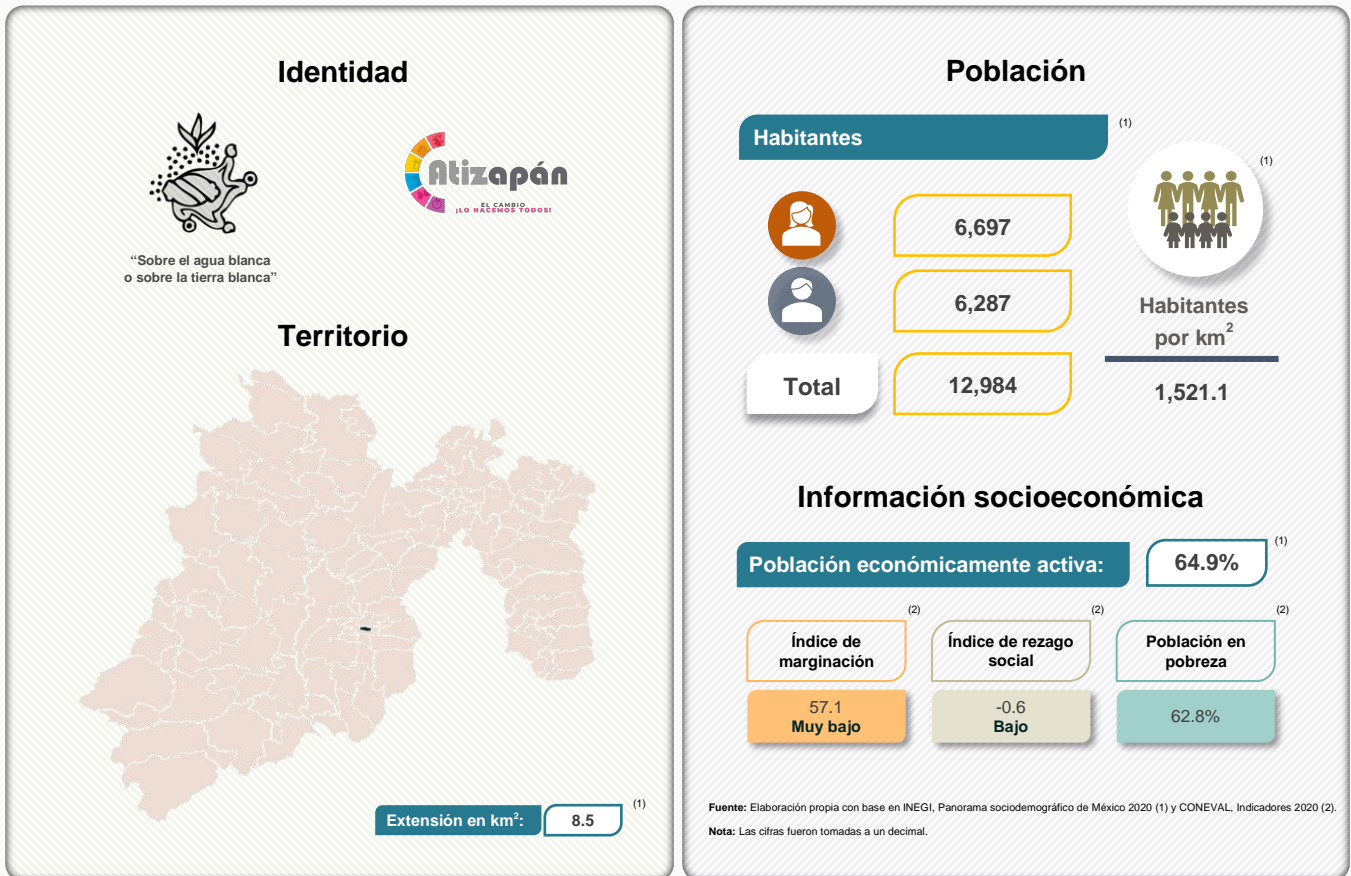 Identidad
Atizapán
EL CAMBIO
¡LO HACEMOS TODOS!
“Sobre el agua blanca
o sobre la tierra blanca”
Territorio
Extensión en km²:
8.5
(1)
Población
Habitantes
(1)
(1)
6,697
6,287
Total
12,984
Habitantes
por km²
1,521.1
Información socioeconómica
Población económicamente activa:
64.9%
(1)
(2)
(2)
(2)
Índice de
marginación
Índice de rezago
social
Población en
pobreza
57.1
Muy bajo
-0.6
Bajo
62.8%
Fuente: Elaboración propia con base en INEGI, Panorama sociodemográfico de México 2020 (1) y CONEVAL, Indicadores 2020 (2).
Nota: Las cifras fueron tomadas a un decimal.